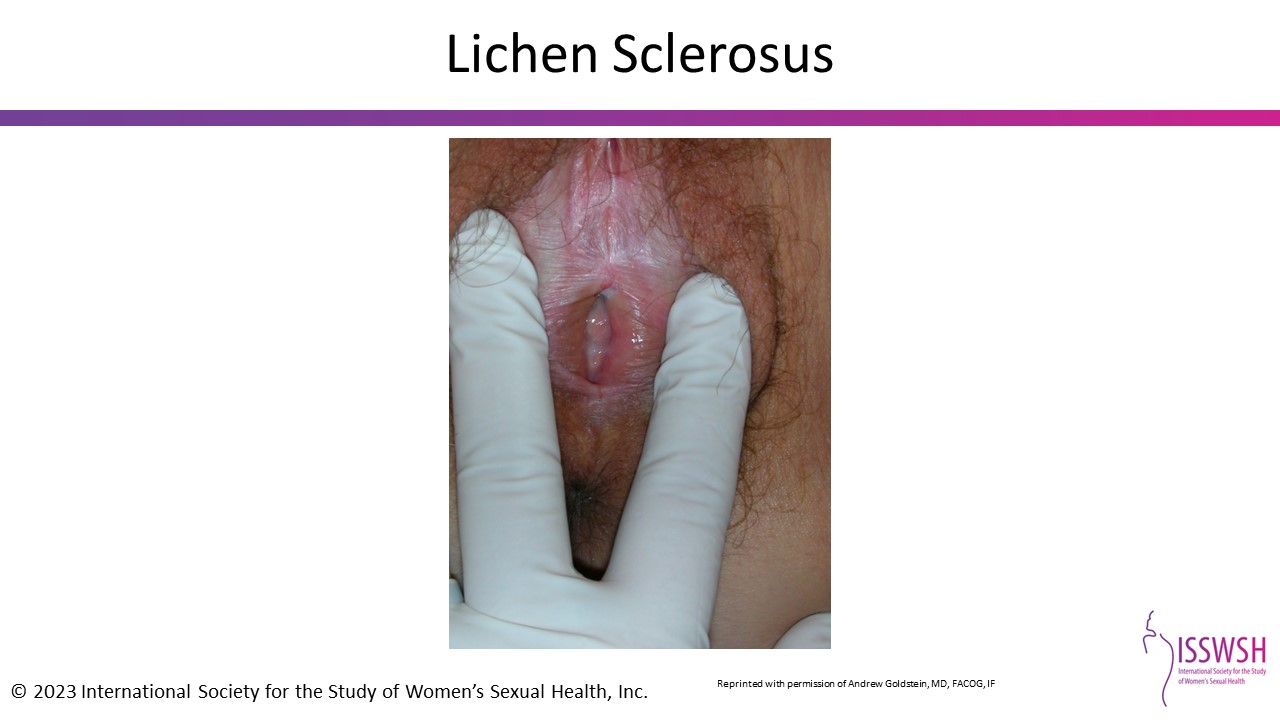 Lichen Sclerosus
© 2023 International Society for the Study of Women’s Sexual Health, Inc.
Reprinted with permission of Andrew Goldstein, MD, FACOG, IF
ISSWSH
International Society for the Study
of Women's Sexual Health